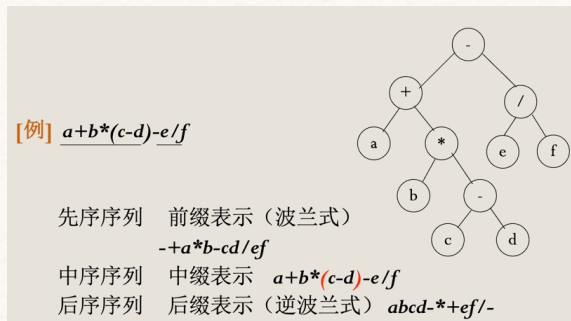 -
+
/
a
*
e
f
b
-
c
d
[例] a+b*(c-d)-e/f
先序序列 前缀表示（波兰式）
-+a*b-cd/ef
中序序列 中缀表示 a+b*(c-d)-e/f
后序序列 后缀表示（逆波兰式）abcd-*+ef/-